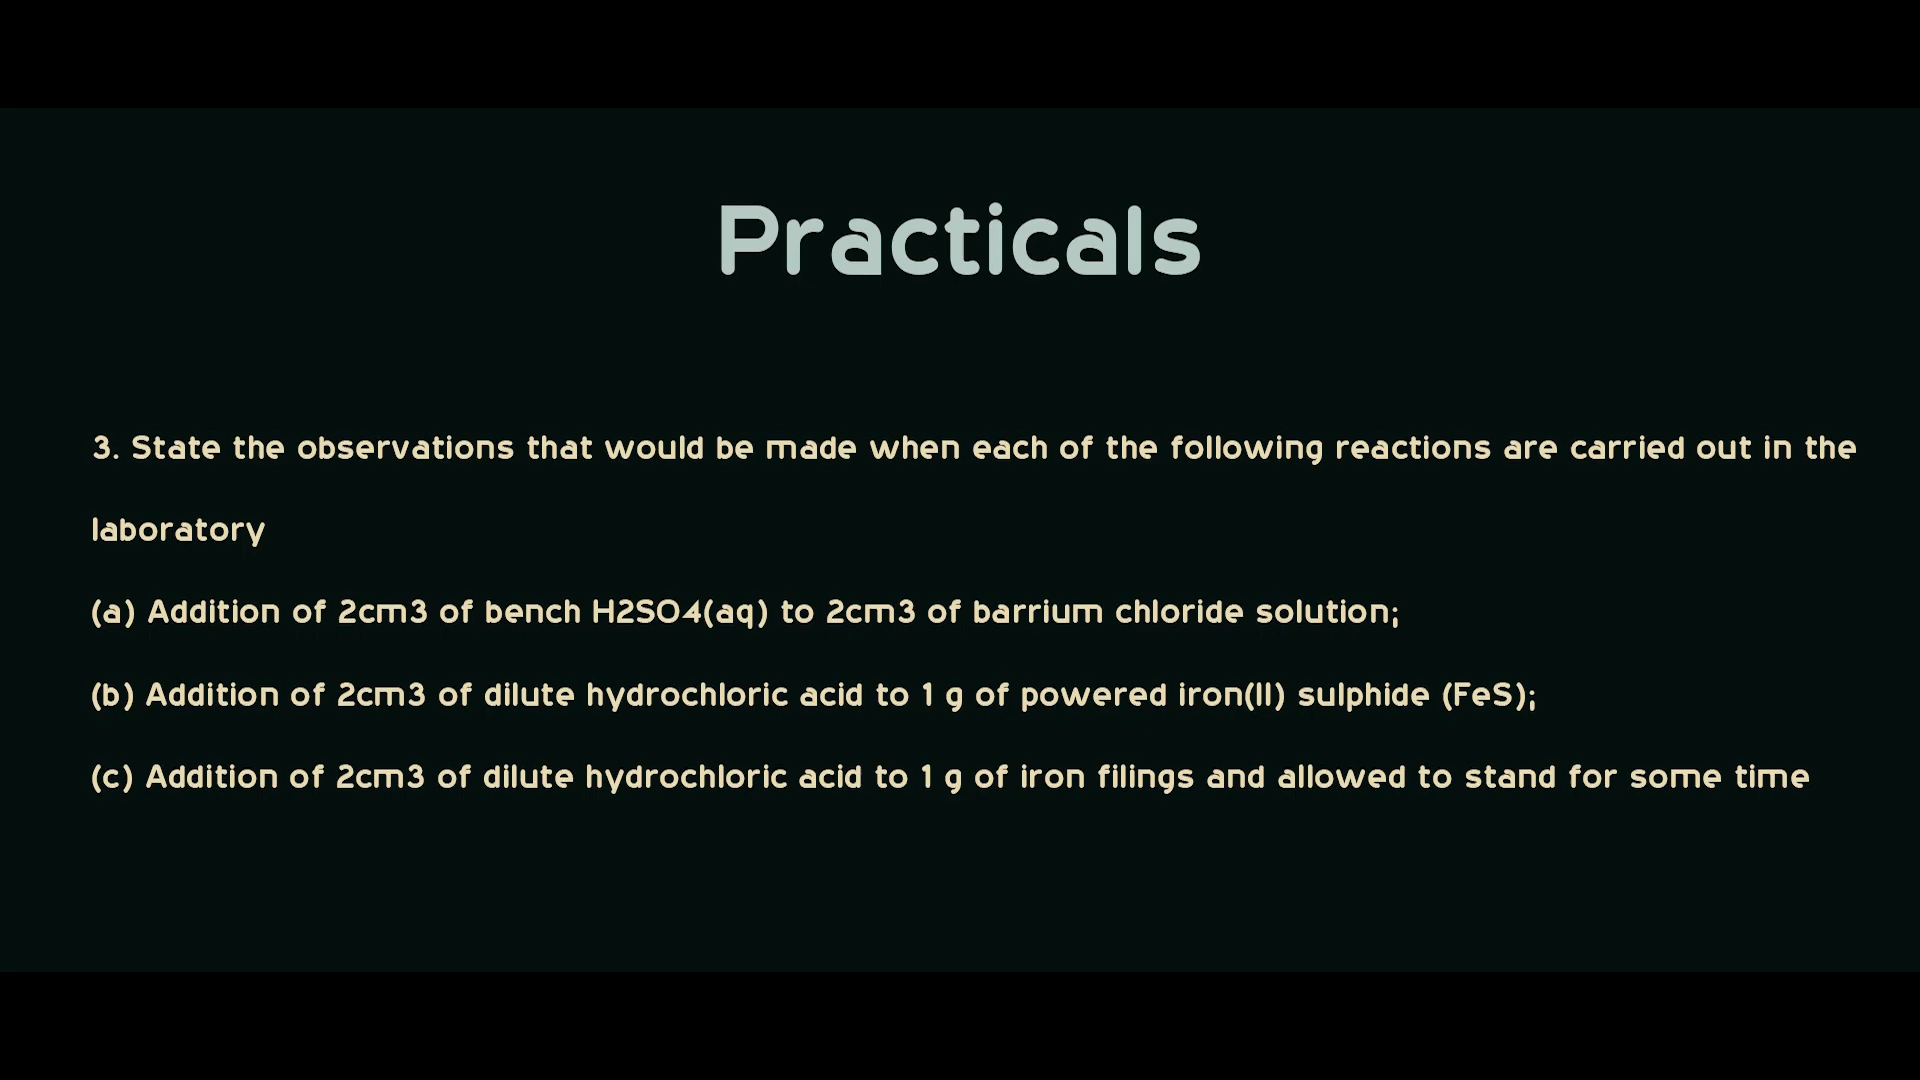 Practicals
3. State the observations that would be made when each of the following reactions are carried out in the
laboratory
(a) Addition of 2cm3 of bench H2SO4(aq) to 2cm3 of barrium chloride solution;
(b) Addition of 2cm3 of dilute hydrochloric acid to 1 g of powered iron(II) sulphide (FeS);
(c) Addition of 2cm3 of dilute hydrochloric acid to 1 g of iron filings and allowed to stand for some time